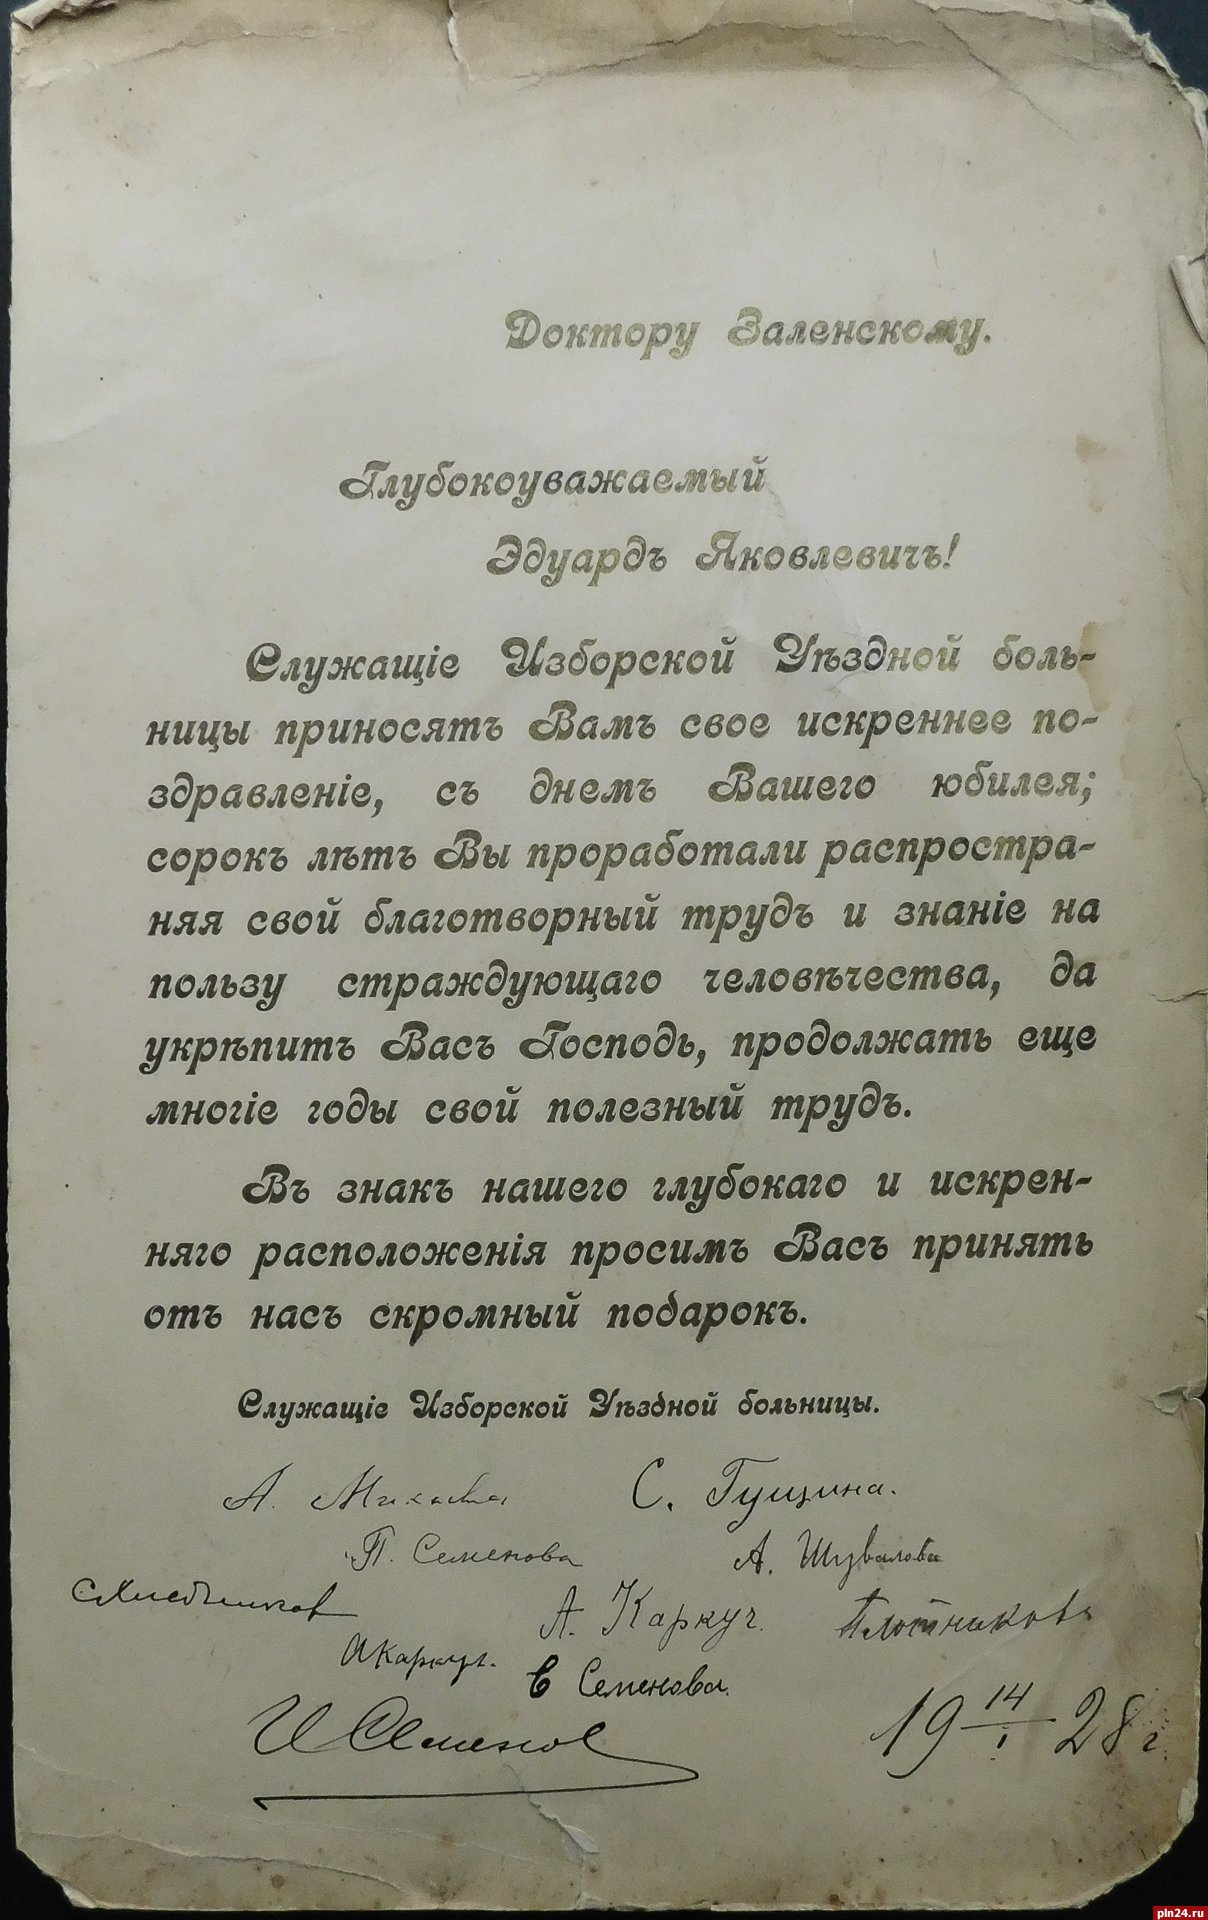 Доктору Заленскому.
Глубокоуважаемый
Эдуардъ Яковлевичъ!
Служащіе Изборской Уѣздной боль-
ницы приносятъ Вамъ свое искреннее по-
здравленіе, съ днемъ Вашего юбилея;
сорокъ лѣтъ Вы проработали распростра-
няя свой благотворный трудъ и знаніе на
пользу страждующаго человѣчества, да
укрѣпитъ Васъ Господь, продолжать еще
многіе годы свой полезный трудъ.
Въ знакъ нашего глубокаго и искрен-
няго расположенія просимъ Васъ принять
отъ насъ скромный подарокъ.
Служащіе Изборской Уѣздной больницы.
А. С. Гущина.
П. Семенова А. Шувалова
А. Каркуч. Плотникова
С Семенова.
И Семенов 19 14/I 28 г.
pln24.ru